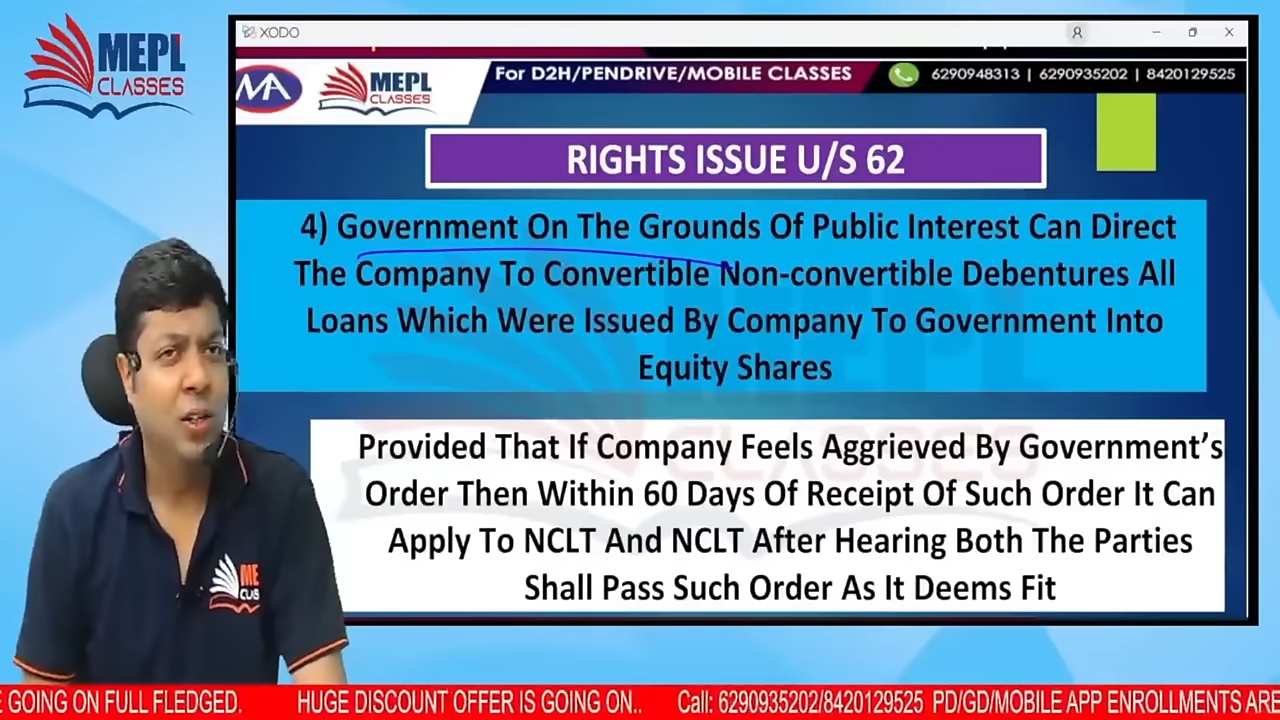 MEPL
CLASSES
XODO
MA
MEPL
CLASSES
For D2H/PENDRIVE/MOBILE CLASSES
6290948313 | 6290935202 | 8420129525
RIGHTS ISSUE U/S 62
4) Government On The Grounds Of Public Interest Can Direct
The Company To Convertible Non-convertible Debentures All
Loans Which Were Issued By Company To Government Into
Equity Shares
Provided That If Company Feels Aggrieved By Government's
Order Then Within 60 Days Of Receipt Of Such Order It Can
Apply To NCLT And NCLT After Hearing Both The Parties
Shall Pass Such Order As It Deems Fit
MEPL
CLASSES
GOING ON FULL FLEDGED. HUGE DISCOUNT OFFER IS GOING ON.. Call: 6290935202/8420129525 PD/GD/MOBILE APP ENROLLMENTS ARE